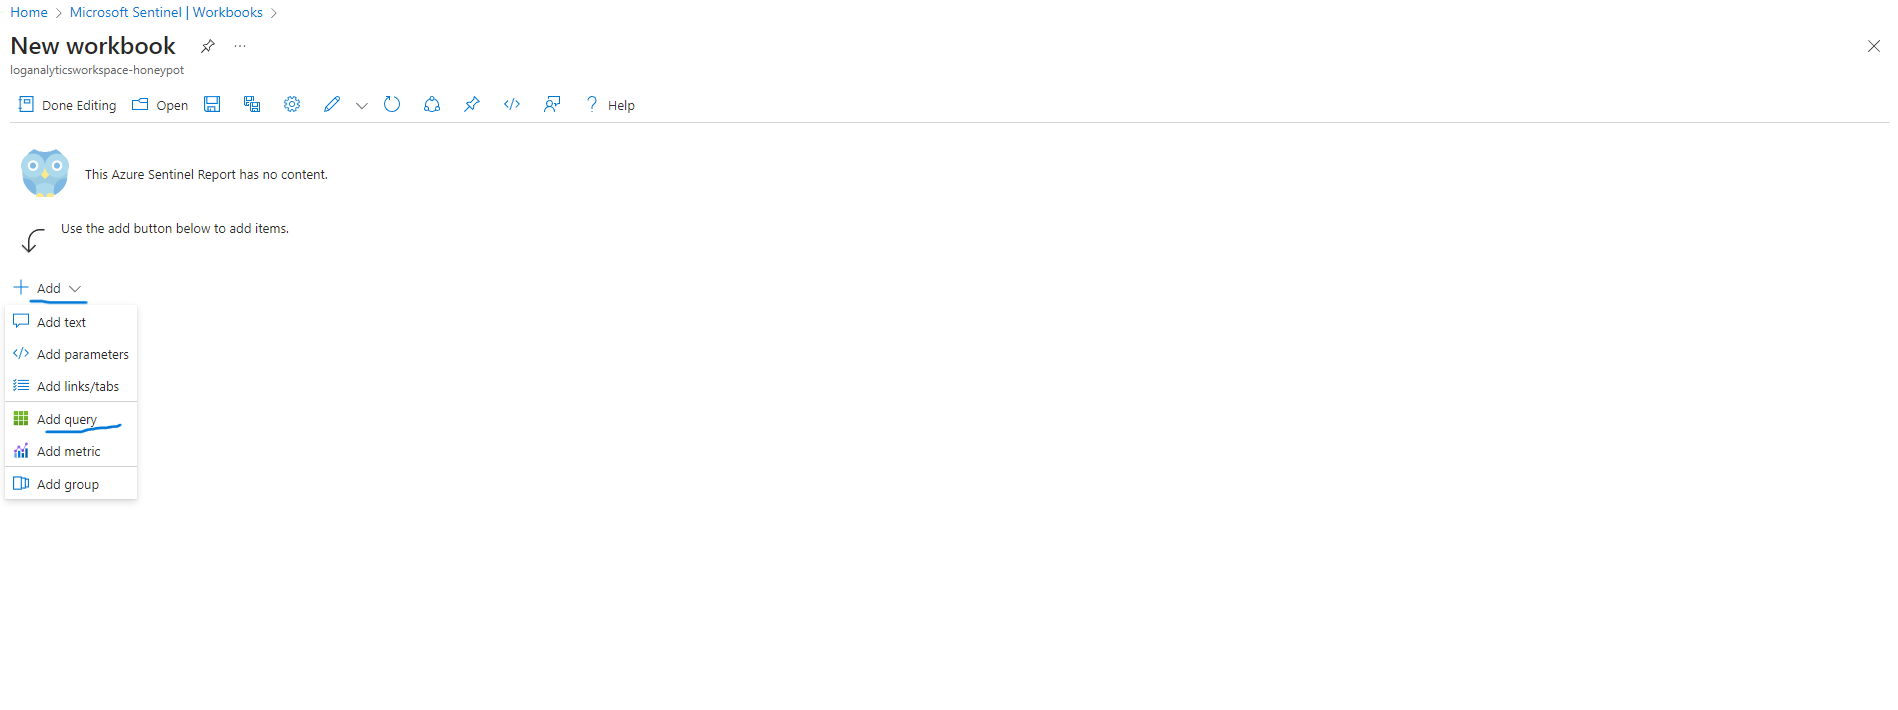 Home > Microsoft Sentinel | Workbooks >
New workbook ...
loganalyticsworkspace-honeypot
Done Editing Open </> ? Help
This Azure Sentinel Report has no content.
Use the add button below to add items.
+ Add
Add text
</> Add parameters
Add links/tabs
Add query
Add metric
Add group